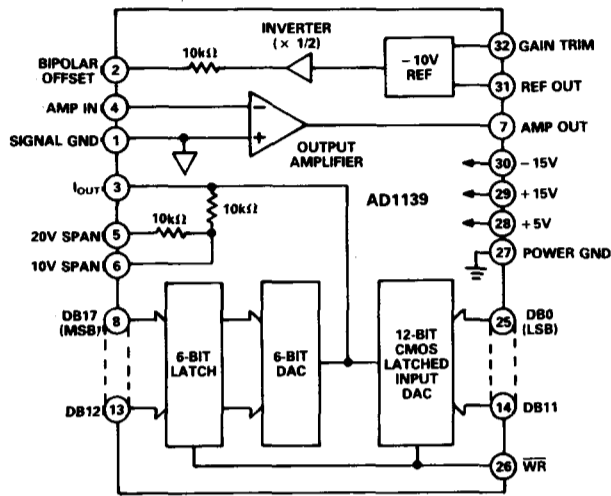 INVERTER
(× 1/2)
10kΩ
BIPOLAR
OFFSET
2
- 10V
REF
32
GAIN TRIM
31
REF OUT
AMP IN
4
−
SIGNAL GND
1
+
OUTPUT
AMPLIFIER
7
AMP OUT
30
- 15V
IOUT
3
10kΩ
AD1139
29
+ 15V
10kΩ
20V SPAN
5
28
+ 5V
10V SPAN
6
27
POWER GND
DB17
(MSB)
8
6-BIT
LATCH
6-BIT
DAC
12-BIT
CMOS
LATCHED
INPUT
DAC
25
DB0
(LSB)
DB12
13
14
DB11
26
WR